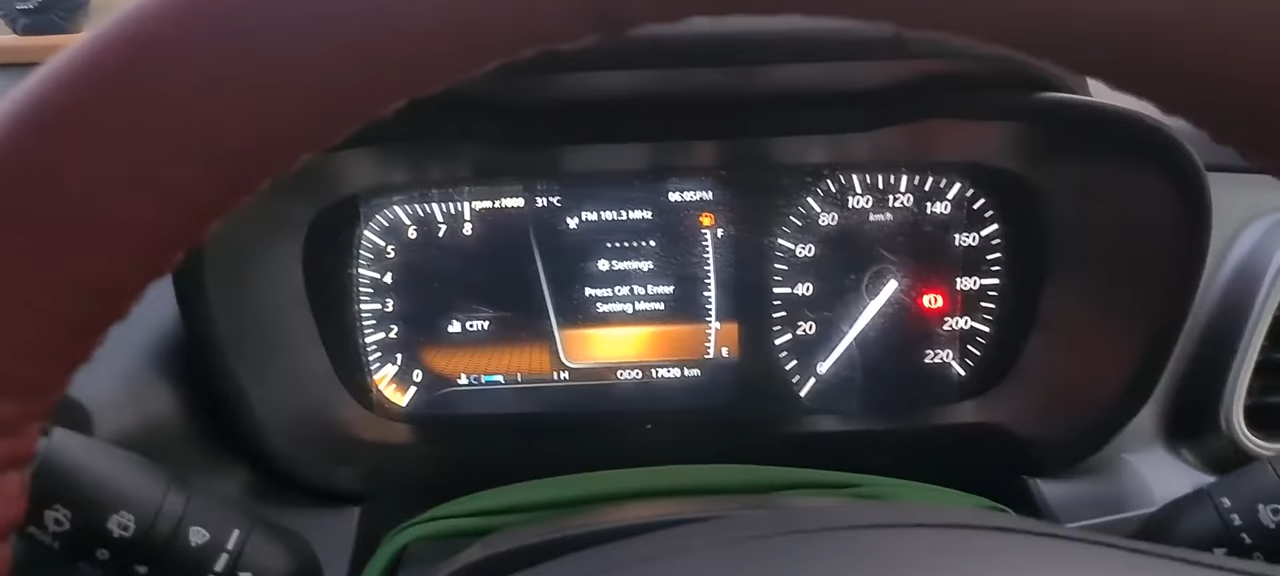 rpm x1000 31°C 06:05PM
FM 101.3 MHz
Settings
Press OK To Enter
Setting Menu
CITY
F
E
C H
ODO 17620 km
0
1
2
3
4
5
6
7
8
km/h
20
40
60
80
100
120
140
160
180
200
220